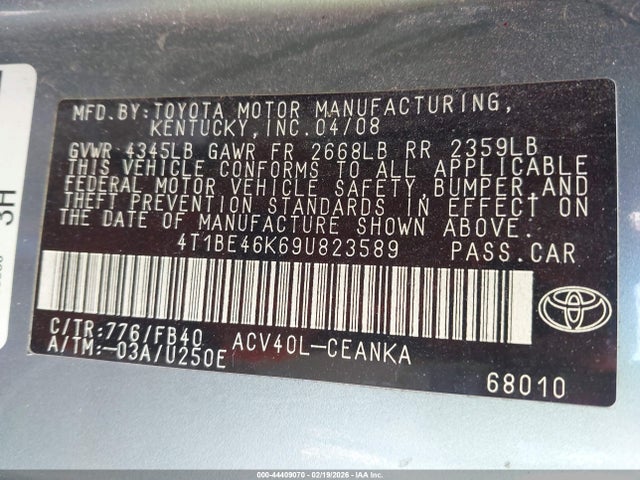 MFD.BY:TOYOTA MOTOR MANUFACTURING,
KENTUCKY,INC.04/08
GVWR 4345LB GAWR FR 2668LB RR 2359LB
THIS VEHICLE CONFORMS TO ALL APPLICABLE
FEDERAL MOTOR VEHICLE SAFETY, BUMPER,AND
THEFT PREVENTION STANDARDS IN EFFECT ON
THE DATE OF MANUFACTURE SHOWN ABOVE.
4T1BE46K69U823589 PASS.CAR
C/TR:776/FB40 ACV40L-CEANKA
A/TM:-03A/U250E
68010
3H
000-44409070 - 02/19/2026 - IAA Inc.